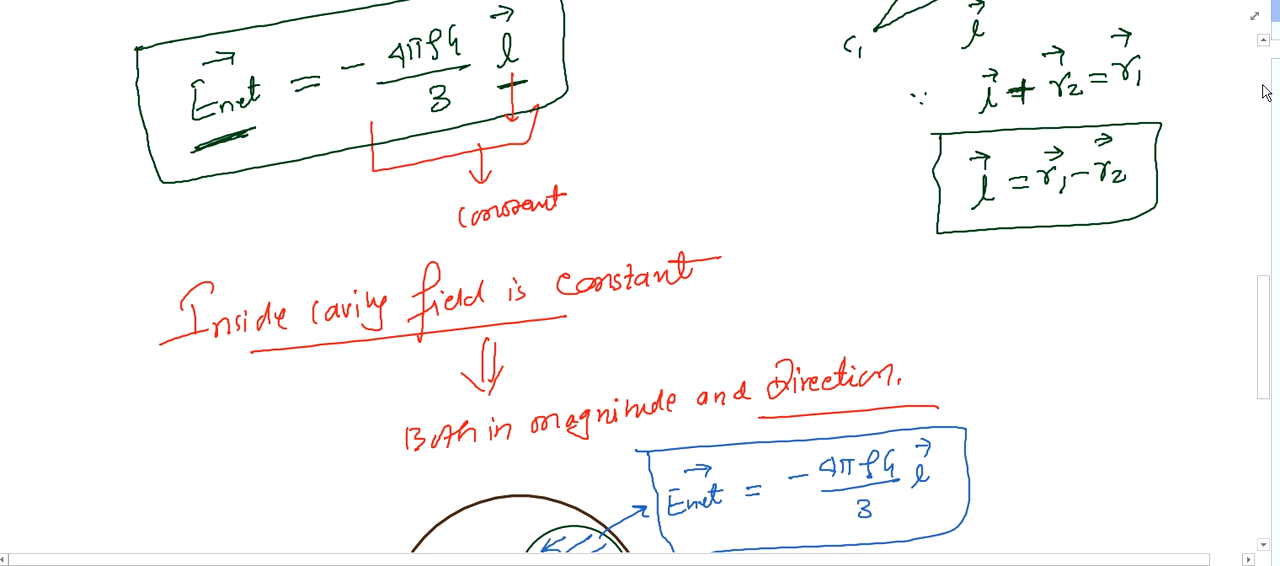 C₁
l⃗
E⃗net = - 4πρG/3 l⃗
∵ l⃗ + r⃗₂ = r⃗₁
l⃗ = r⃗₁ - r⃗₂
constant
Inside cavity field is constant
Both in magnitude and Direction.
E⃗net = - 4πρG/3 l⃗